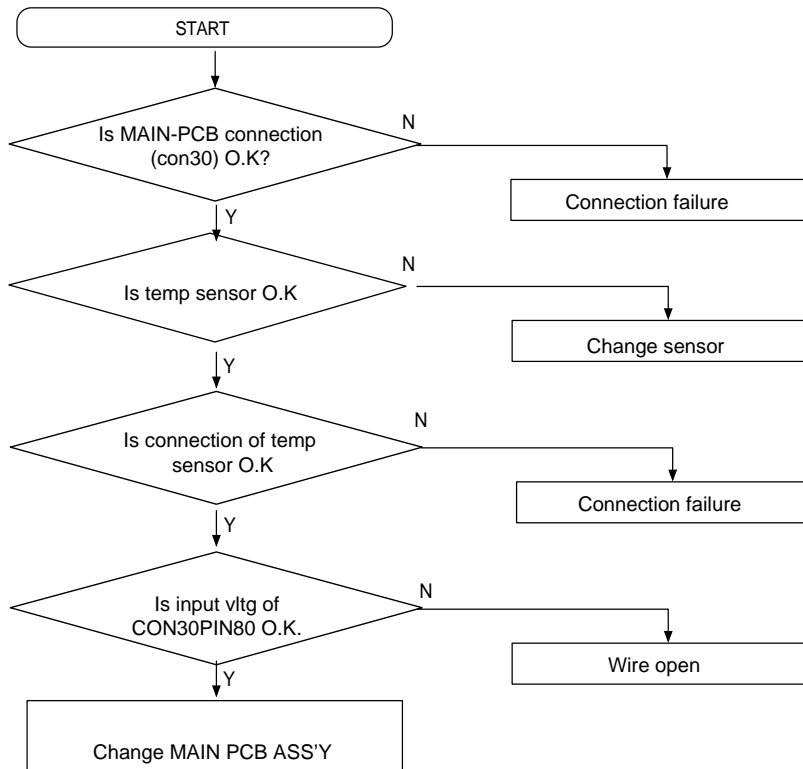 START
Is MAIN-PCB connection
(con30) O.K?
N
Connection failure
Y
Is temp sensor O.K
N
Change sensor
Y
Is connection of temp
sensor O.K
N
Connection failure
Y
Is input vltg of
CON30PIN80 O.K.
N
Wire open
Y
Change MAIN PCB ASS'Y